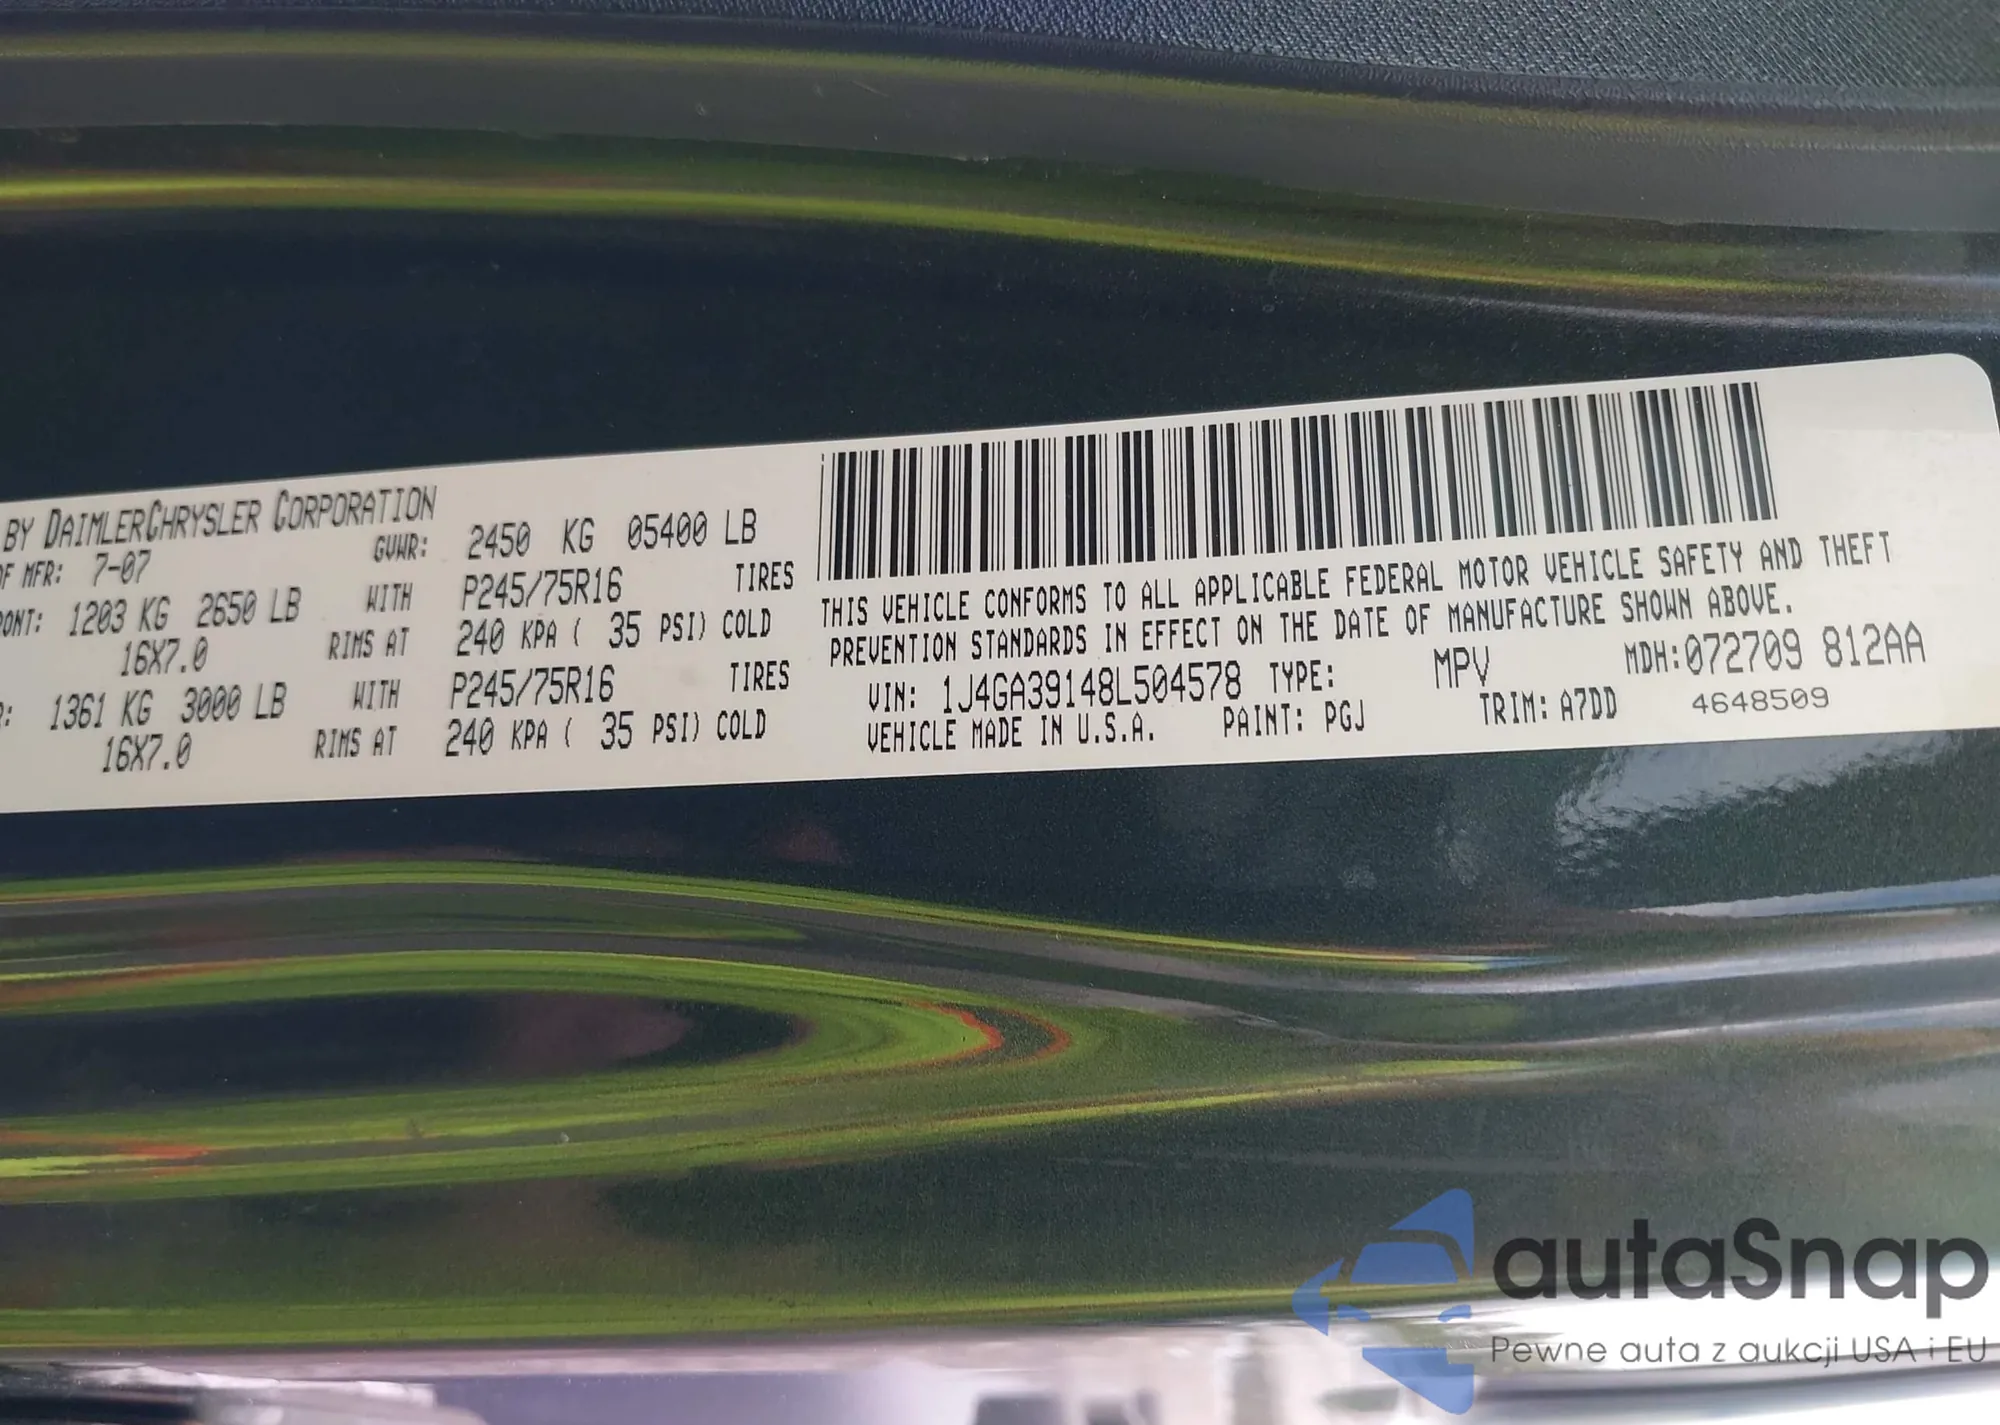 BY DAIMLERCHRYSLER CORPORATION
OF MFR: 7-07 GVWR: 2450 KG 05400 LB
RONT: 1203 KG 2650 LB WITH P245/75R16 TIRES
16X7.0 RIMS AT 240 KPA ( 35 PSI) COLD
R: 1361 KG 3000 LB WITH P245/75R16 TIRES
16X7.0 RIMS AT 240 KPA ( 35 PSI) COLD
THIS VEHICLE CONFORMS TO ALL APPLICABLE FEDERAL MOTOR VEHICLE SAFETY AND THEFT
PREVENTION STANDARDS IN EFFECT ON THE DATE OF MANUFACTURE SHOWN ABOVE.
VIN: 1J4GA39148L504578 TYPE: MPV MDH:072709 812AA
VEHICLE MADE IN U.S.A. PAINT: PGJ TRIM: A7DD 4648509
autaSnap
Pewne auta z aukcji USA i EU